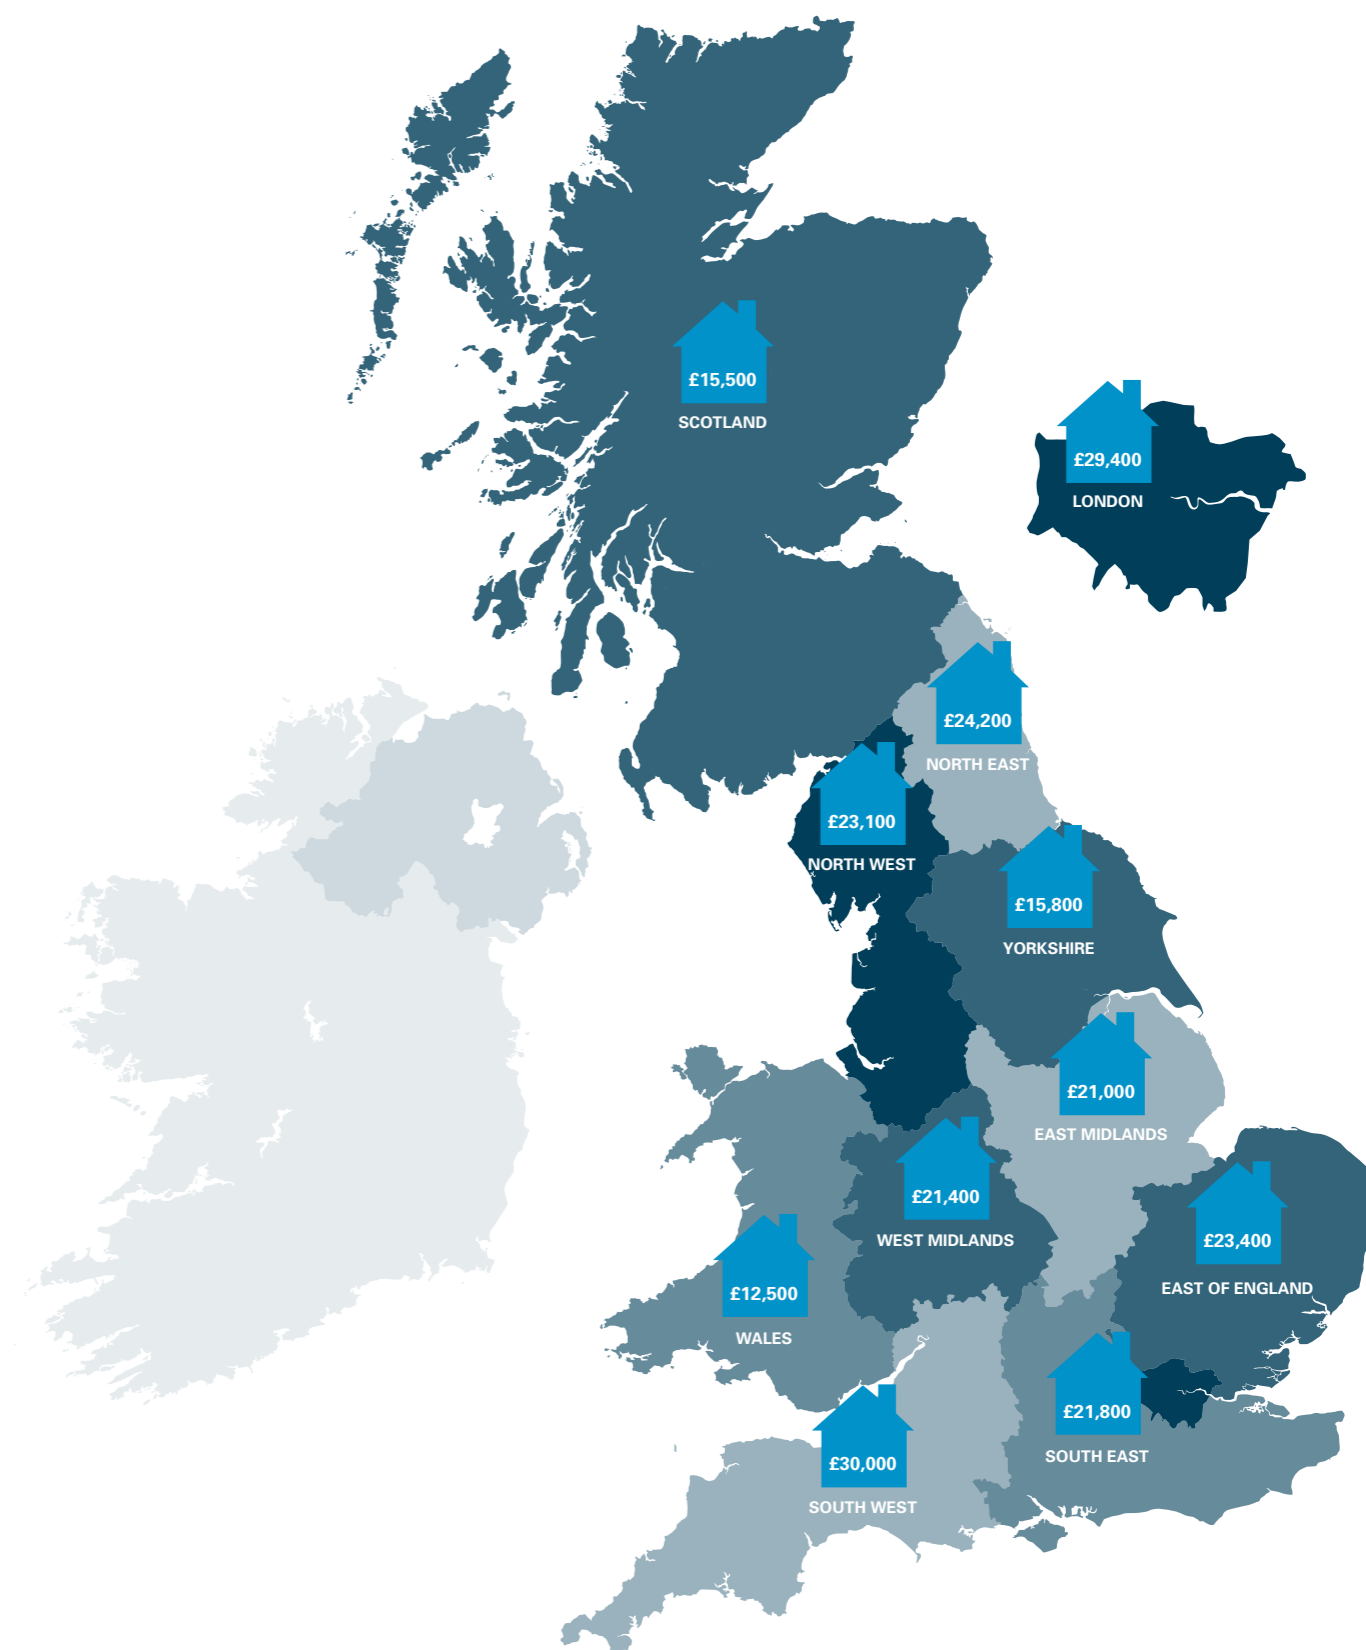 £15,500
SCOTLAND
£29,400
LONDON
£24,200
NORTH EAST
£23,100
NORTH WEST
£15,800
YORKSHIRE
£21,000
EAST MIDLANDS
£21,400
WEST MIDLANDS
£23,400
EAST OF ENGLAND
£12,500
WALES
£21,800
SOUTH EAST
£30,000
SOUTH WEST